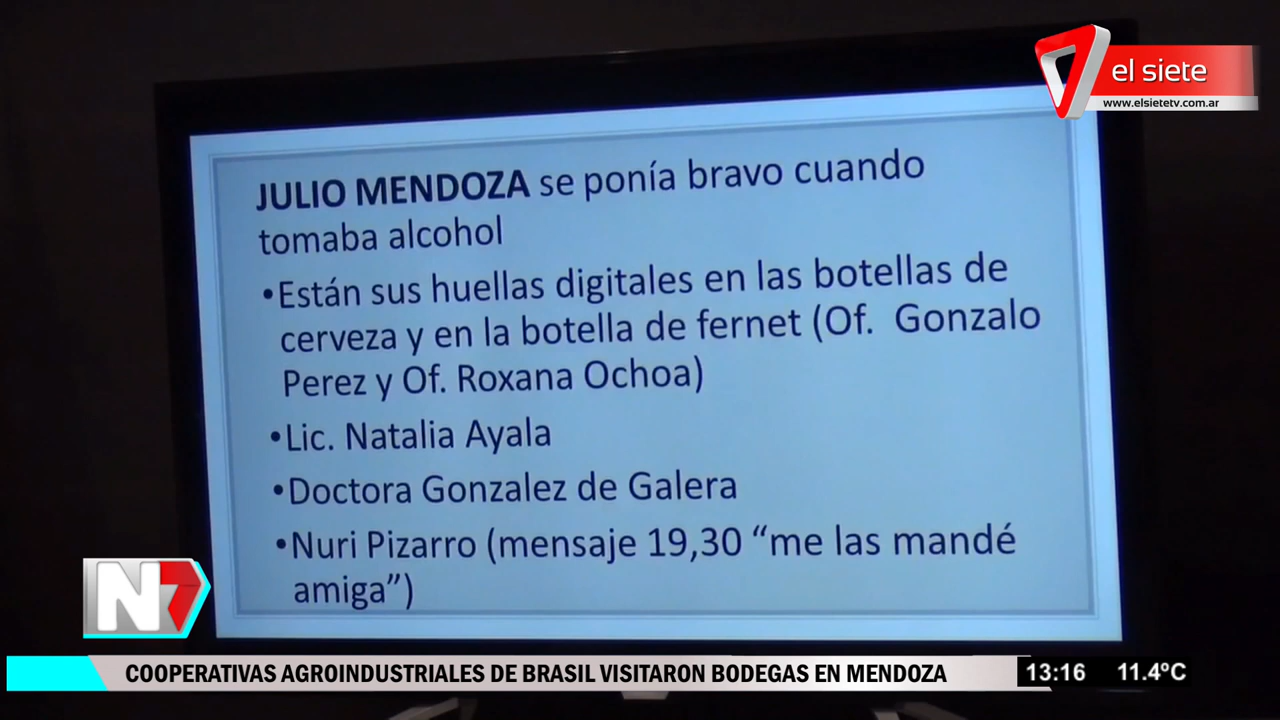 el siete
www.elsietetv.com.ar
JULIO MENDOZA se ponía bravo cuando
tomaba alcohol
•Están sus huellas digitales en las botellas de
cerveza y en la botella de fernet (Of. Gonzalo
Perez y Of. Roxana Ochoa)
•Lic. Natalia Ayala
•Doctora Gonzalez de Galera
•Nuri Pizarro (mensaje 19,30 “me las mandé
amiga”)
N7
COOPERATIVAS AGROINDUSTRIALES DE BRASIL VISITARON BODEGAS EN MENDOZA
13:16 11.4ºC